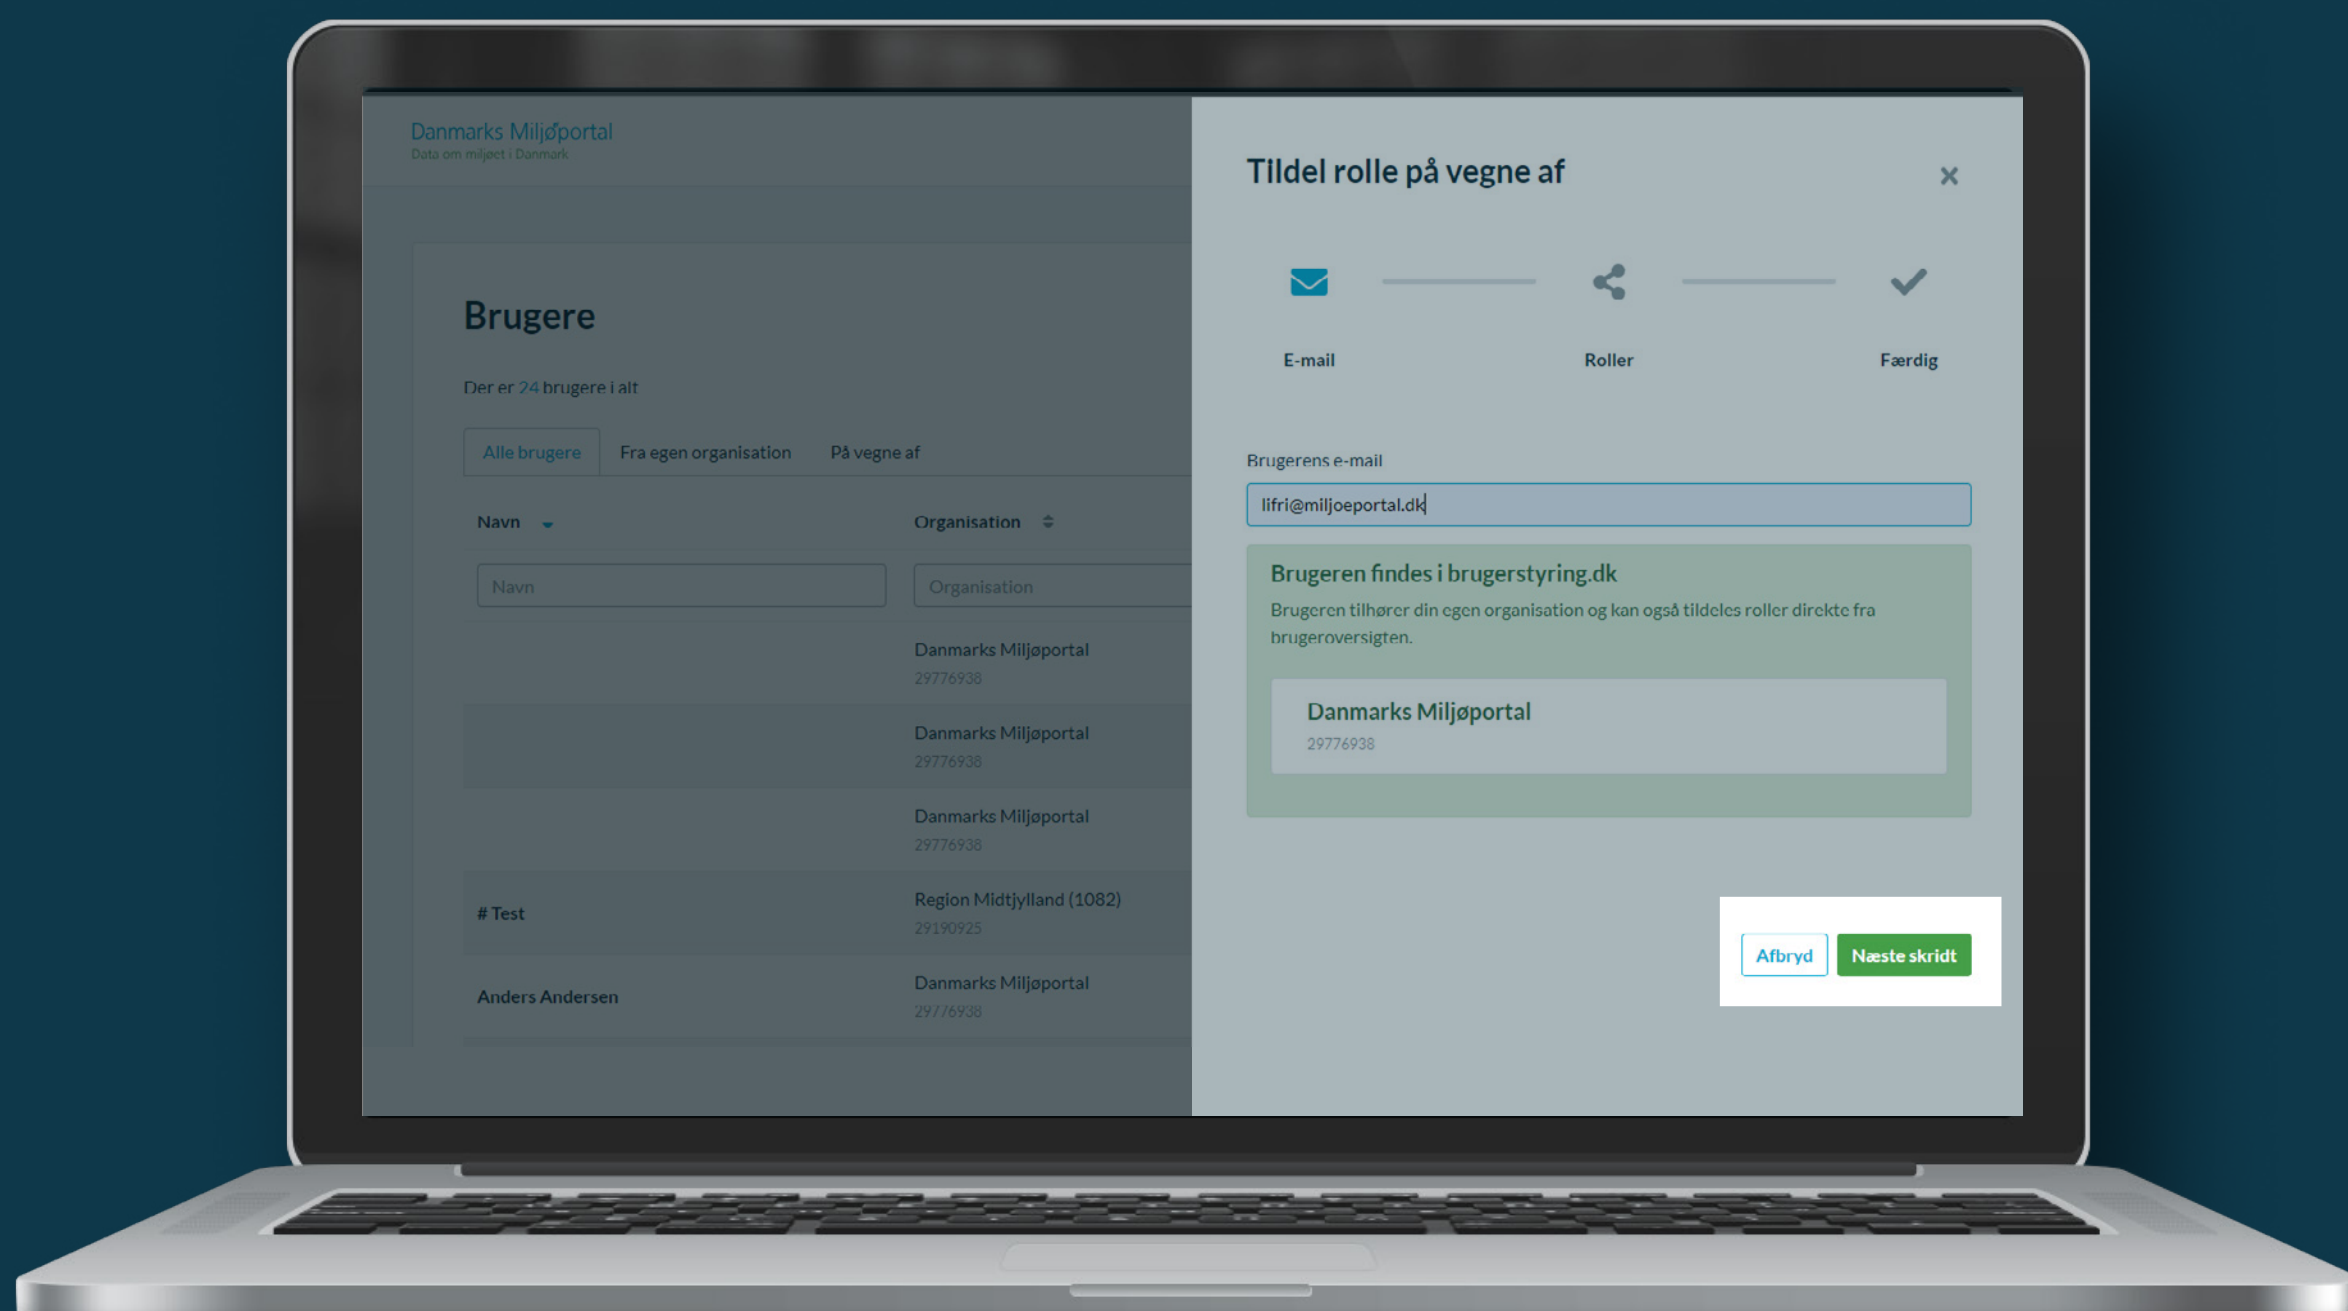 Danmarks Miljøportal
Data om miljøet i Danmark
Brugere
Der er 24 brugere i alt
Alle brugere
Fra egen organisation
På vegne af
Navn
Organisation
Navn
Organisation
Danmarks Miljøportal
29776938
Danmarks Miljøportal
29776938
Danmarks Miljøportal
29776938
# Test
Region Midtjylland (1082)
29190925
Anders Andersen
Danmarks Miljøportal
29776938
Tildel rolle på vegne af
E-mail
Roller
Færdig
Brugerens e-mail
lifri@miljoeportal.dk
Brugeren findes i brugerstyring.dk
Brugeren tilhører din egen organisation og kan også tildeles roller direkte fra
brugeroversigten.
Danmarks Miljøportal
29776938
Afbryd
Næste skridt